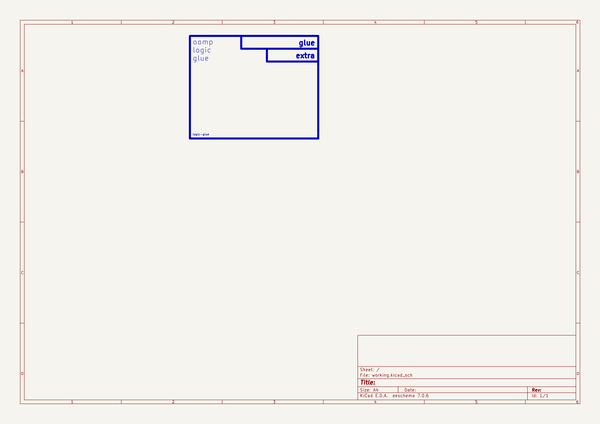 1 2 3 4 5 6
oomp
logic
glue
glue
extra
logic-glue
A A
B B
C C
D D
Sheet: /
File: working.kicad_sch
Title:
Size: A4 Date: Rev:
KiCad E.D.A. eeschema 7.0.6 Id: 1/1
1 2 3 4 5 6